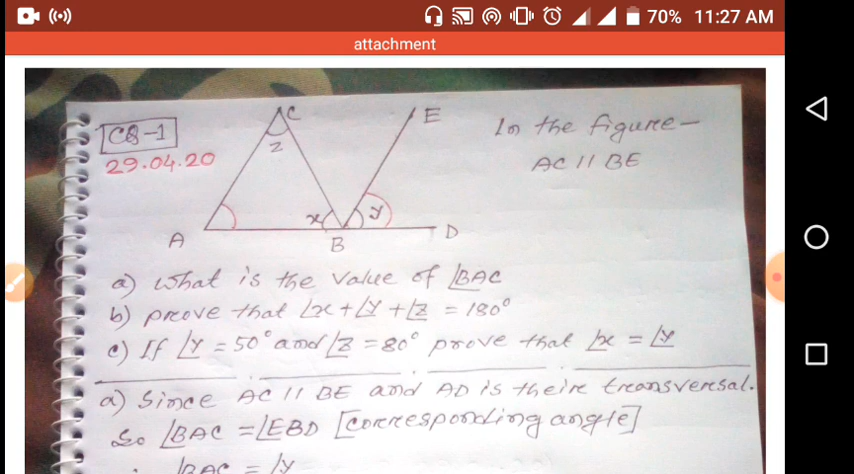 70% 11:27 AM
attachment
CQ-1
29.04.20
C
E
z
x
y
A
B
D
In the figure-
AC // BE
a) what is the value of ∠BAC
b) prove that ∠x+∠y+∠z = 180°
c) If ∠y = 50° and ∠z = 80° prove that ∠x = ∠y
a) Since AC // BE and AD is their transversal.
So ∠BAC = ∠EBD [corresponding angle]
∠BAC = ∠y